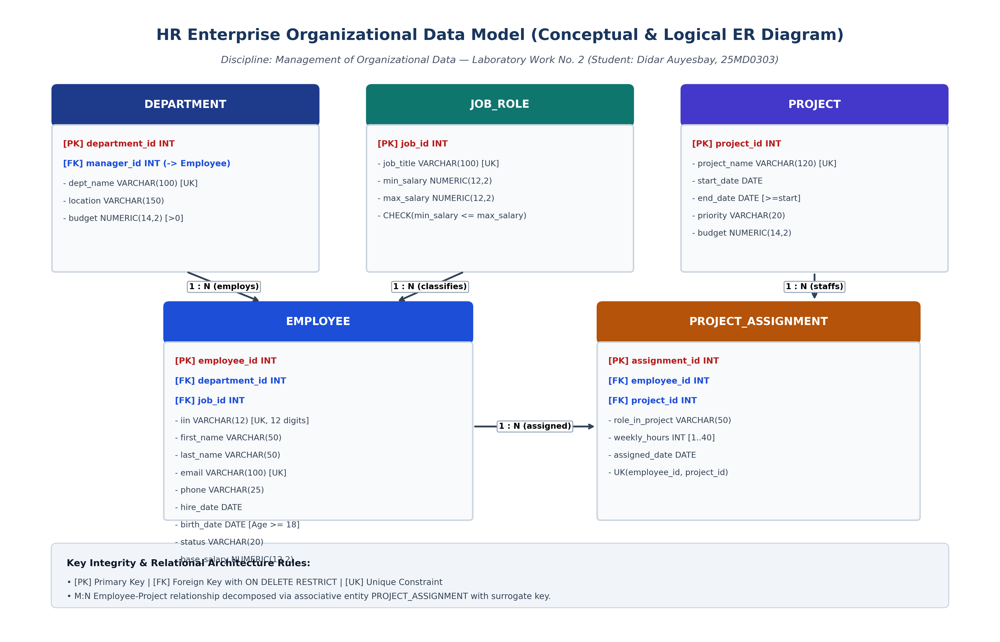 HR Enterprise Organizational Data Model (Conceptual & Logical ER Diagram)
Discipline: Management of Organizational Data — Laboratory Work No. 2 (Student: Didar Auyesbay, 25MD0303)
DEPARTMENT
[PK] department_id INT
[FK] manager_id INT (-> Employee)
- dept_name VARCHAR(100) [UK]
- location VARCHAR(150)
- budget NUMERIC(14,2) [>0]
JOB_ROLE
[PK] job_id INT
- job_title VARCHAR(100) [UK]
- min_salary NUMERIC(12,2)
- max_salary NUMERIC(12,2)
- CHECK(min_salary <= max_salary)
PROJECT
[PK] project_id INT
- project_name VARCHAR(120) [UK]
- start_date DATE
- end_date DATE [>=start]
- priority VARCHAR(20)
- budget NUMERIC(14,2)
1 : N (employs)
1 : N (classifies)
1 : N (staffs)
EMPLOYEE
[PK] employee_id INT
[FK] department_id INT
[FK] job_id INT
- iin VARCHAR(12) [UK, 12 digits]
- first_name VARCHAR(50)
- last_name VARCHAR(50)
- email VARCHAR(100) [UK]
- phone VARCHAR(25)
- hire_date DATE
- birth_date DATE [Age >= 18]
- status VARCHAR(20)
- base_salary NUMERIC(12,2)
1 : N (assigned)
PROJECT_ASSIGNMENT
[PK] assignment_id INT
[FK] employee_id INT
[FK] project_id INT
- role_in_project VARCHAR(50)
- weekly_hours INT [1..40]
- assigned_date DATE
- UK(employee_id, project_id)
Key Integrity & Relational Architecture Rules:
• [PK] Primary Key | [FK] Foreign Key with ON DELETE RESTRICT | [UK] Unique Constraint
• M:N Employee-Project relationship decomposed via associative entity PROJECT_ASSIGNMENT with surrogate key.